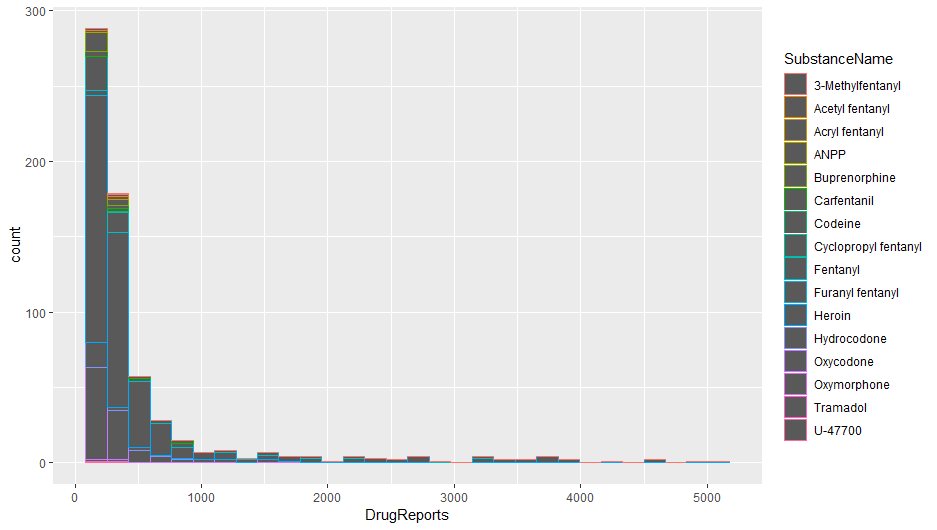 300
200
100
0
count
0
1000
2000
3000
4000
5000
DrugReports
SubstanceName
3-Methylfentanyl
Acetyl fentanyl
Acryl fentanyl
ANPP
Buprenorphine
Carfentanil
Codeine
Cyclopropyl fentanyl
Fentanyl
Furanyl fentanyl
Heroin
Hydrocodone
Oxycodone
Oxymorphone
Tramadol
U-47700